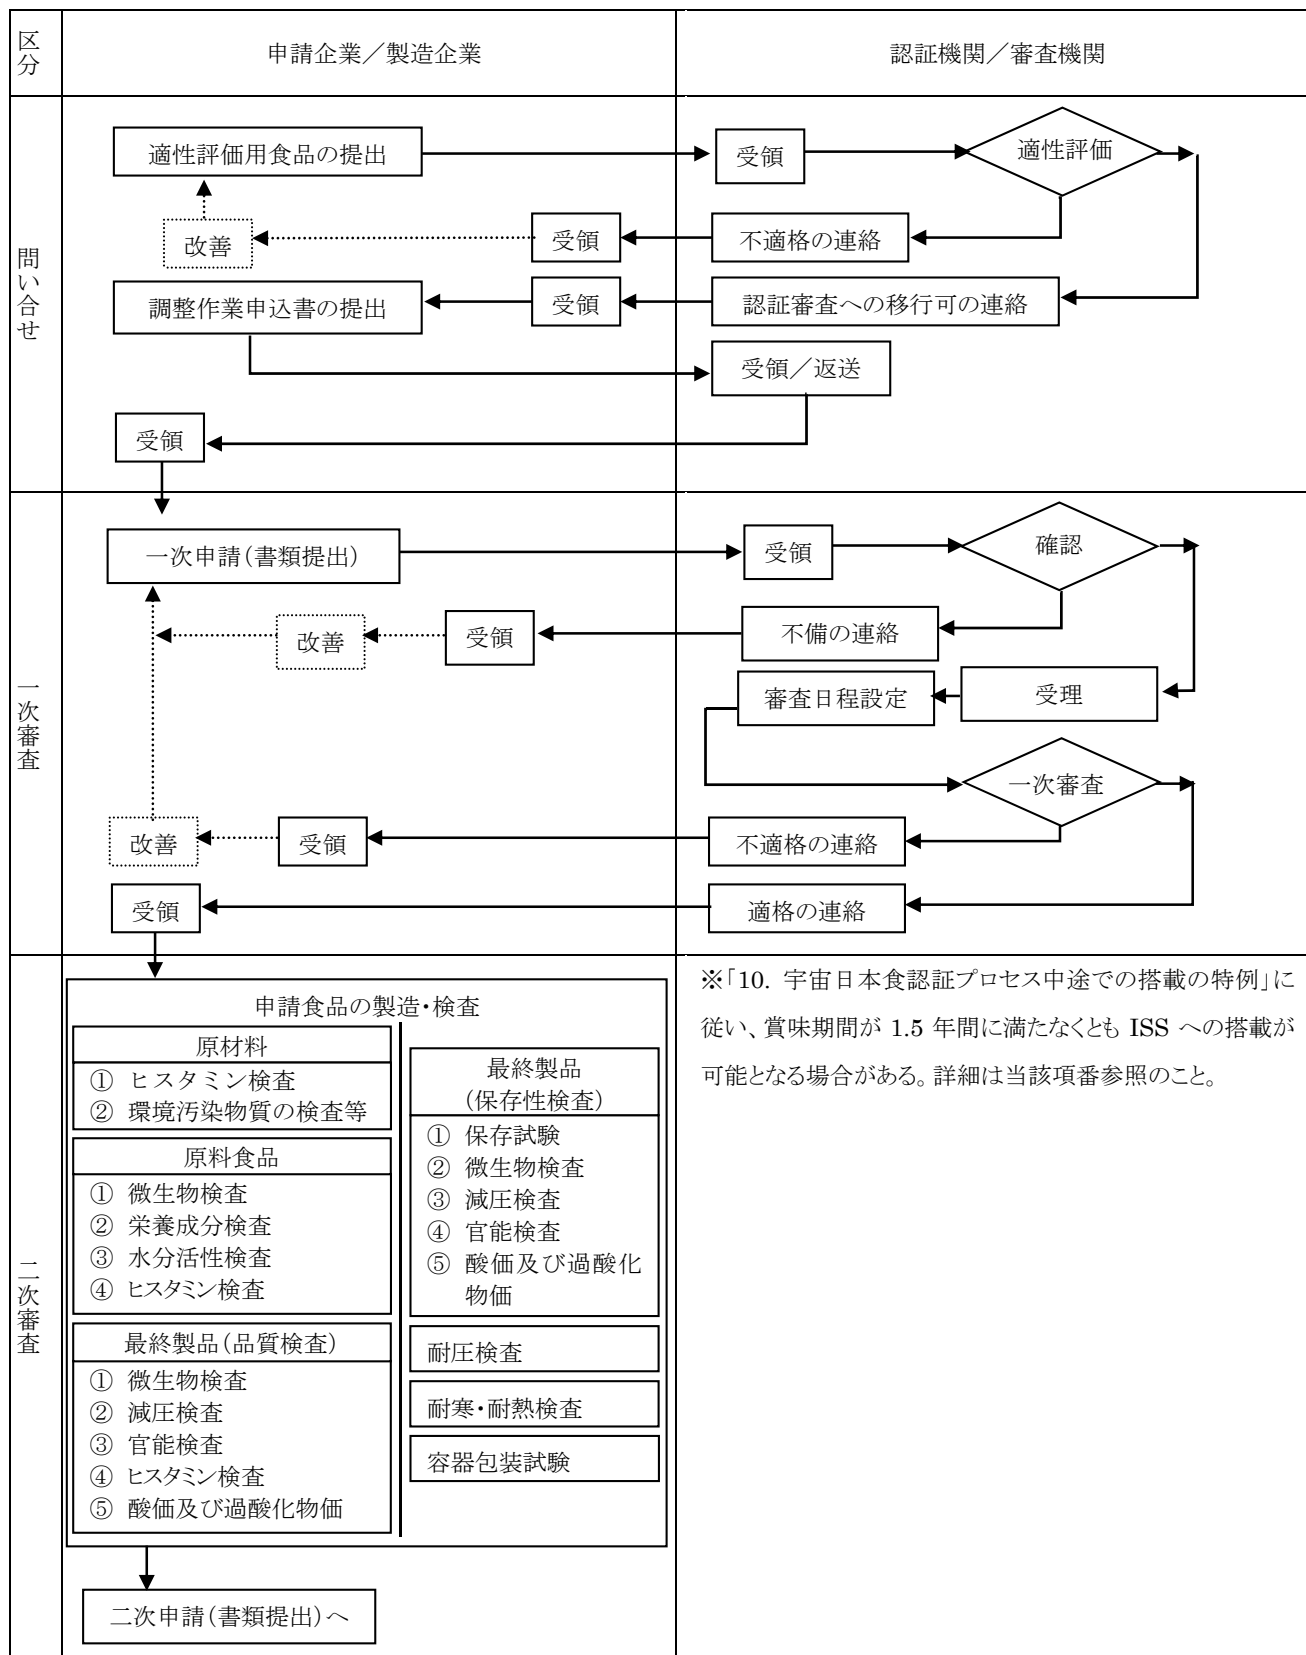 区分
申請企業／製造企業
認証機関／審査機関
問い合せ
適性評価用食品の提出
受領
適性評価
改善
受領
不適格の連絡
調整作業申込書の提出
受領
認証審査への移行可の連絡
受領／返送
受領
一次審査
一次申請（書類提出）
受領
確認
改善
受領
不備の連絡
審査日程設定
受理
一次審査
改善
受領
不適格の連絡
受領
適格の連絡
二次審査
申請食品の製造・検査
原材料
① ヒスタミン検査
② 環境汚染物質の検査等
原料食品
① 微生物検査
② 栄養成分検査
③ 水分活性検査
④ ヒスタミン検査
最終製品（品質検査）
① 微生物検査
② 減圧検査
③ 官能検査
④ ヒスタミン検査
⑤ 酸価及び過酸化物価
最終製品
（保存性検査）
① 保存試験
② 微生物検査
③ 減圧検査
④ 官能検査
⑤ 酸価及び過酸化
物価
耐圧検査
耐寒・耐熱検査
容器包装試験
二次申請（書類提出）へ
※「10. 宇宙日本食認証プロセス中途での搭載の特例」に
従い、賞味期間が 1.5 年間に満たなくとも ISS への搭載が
可能となる場合がある。詳細は当該項番参照のこと。